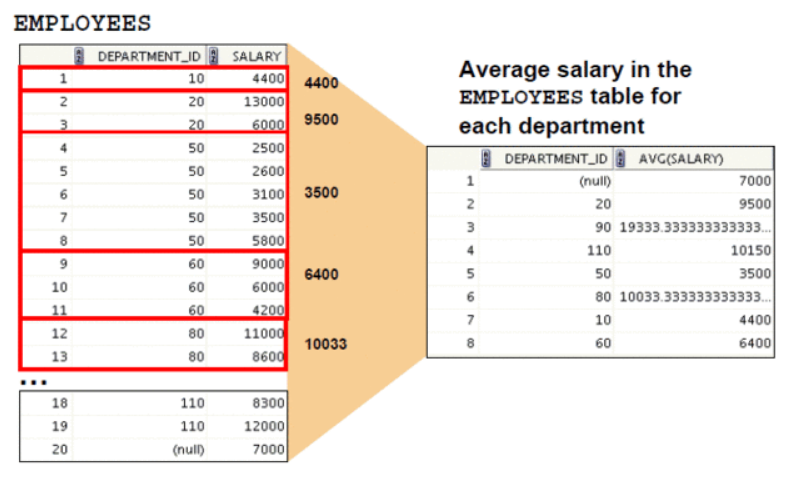 EMPLOYEES
DEPARTMENT_ID SALARY
1 10 4400
2 20 13000
3 20 6000
4 50 2500
5 50 2600
6 50 3100
7 50 3500
8 50 5800
9 60 9000
10 60 6000
11 60 4200
12 80 11000
13 80 8600
...
18 110 8300
19 110 12000
20 (null) 7000
4400
9500
3500
6400
10033
Average salary in the
EMPLOYEES table for
each department
DEPARTMENT_ID AVG(SALARY)
1 (null) 7000
2 20 9500
3 90 19333.333333333333...
4 110 10150
5 50 3500
6 80 10033.333333333333...
7 10 4400
8 60 6400